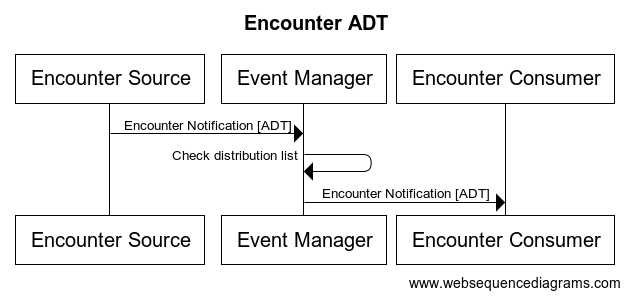 Encounter ADT
Encounter Source
Event Manager
Encounter Consumer
Encounter Notification [ADT]
Check distribution list
Encounter Notification [ADT]
Encounter Source
Event Manager
Encounter Consumer
www.websequencediagrams.com